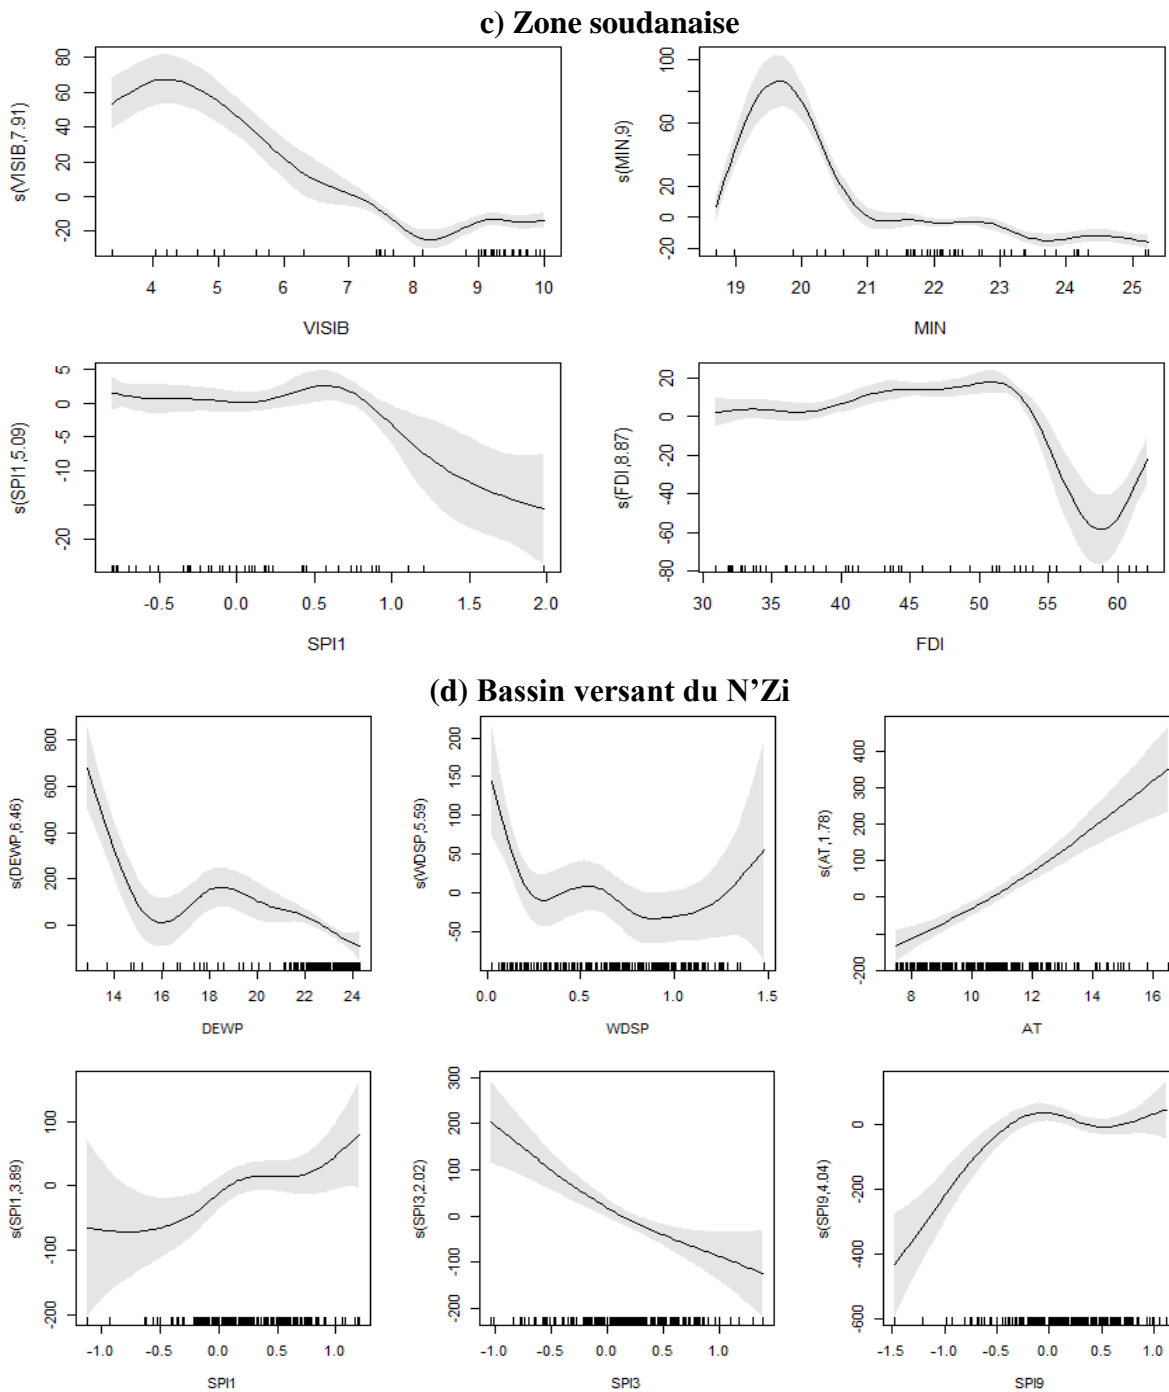 c) Zone soudanaise
s(VISIB,7.91)
80
60
40
20
0
-20
4 5 6 7 8 9 10
VISIB
s(MIN,9)
100
60
20
0
-20
19 20 21 22 23 24 25
MIN
s(SPI1,5.09)
5
0
-5
-10
-20
-0.5 0.0 0.5 1.0 1.5 2.0
SPI1
s(FDI,8.87)
20
0
-20
-40
-60
-80
30 35 40 45 50 55 60
FDI
(d) Bassin versant du N’Zi
s(DEWP,6.46)
800
600
400
200
0
14 16 18 20 22 24
DEWP
s(WDSP,5.59)
200
150
100
50
0
-50
0.0 0.5 1.0 1.5
WDSP
s(AT,1.78)
400
300
200
100
0
-200
8 10 12 14 16
AT
s(SPI1,3.89)
100
0
-100
-200
-1.0 -0.5 0.0 0.5 1.0
SPI1
s(SPI3,2.02)
300
200
100
0
-100
-200
-1.0 -0.5 0.0 0.5 1.0
SPI3
s(SPI9,4.04)
0
-200
-400
-600
-1.5 -1.0 -0.5 0.0 0.5 1.0
SPI9